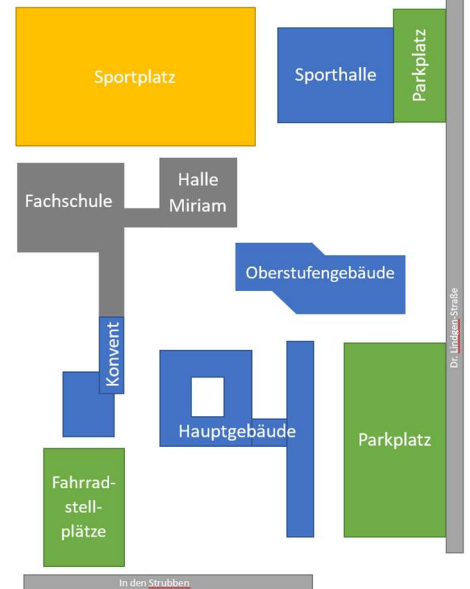 Sportplatz
Sporthalle
Parkplatz
Fachschule
Halle
Miriam
Oberstufengebäude
Dr. Lindgen-Straße
Konvent
Hauptgebäude
Parkplatz
Fahrrad-
stell-
plätze
In den Strubben